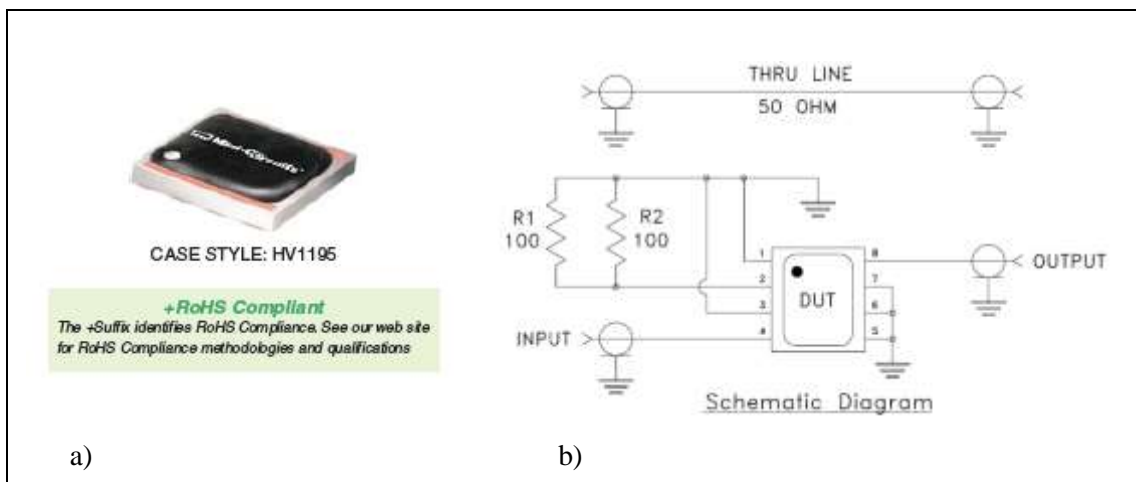 Mini-Circuits
CASE STYLE: HV1195
+RoHS Compliant
The +Suffix identifies RoHS Compliance. See our web site
for RoHS Compliance methodologies and qualifications
a)
THRU LINE
50 OHM
R1
100
R2
100
1
2
3
4
8
7
6
5
DUT
INPUT
OUTPUT
Schematic Diagram
b)